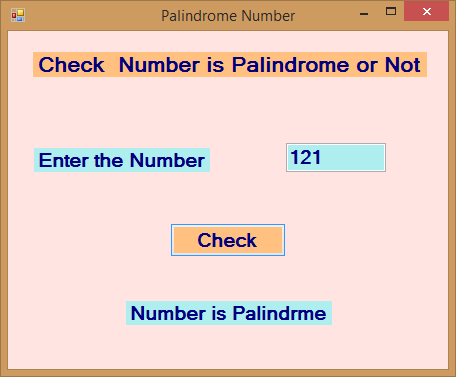 Palindrome Number
Check  Number is Palindrome or Not
Enter the Number
121
Check
Number is Palindrme